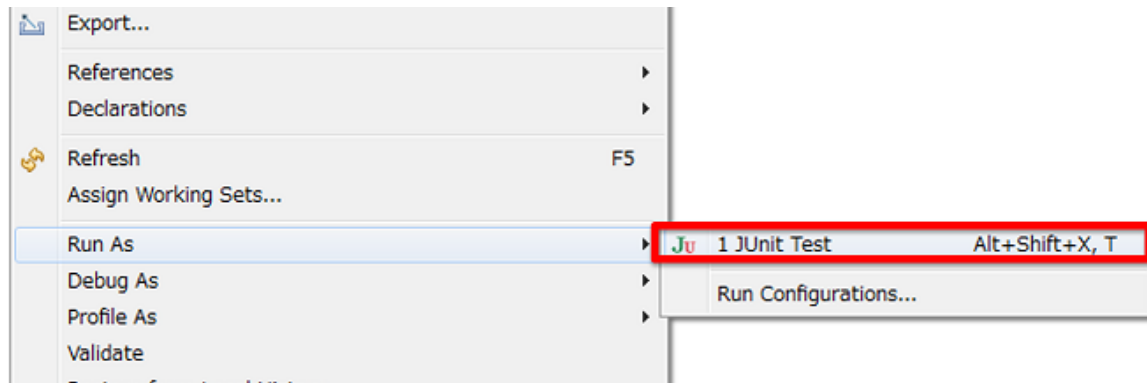 Export...
References
Declarations
Refresh F5
Assign Working Sets...
Run As
JU 1 JUnit Test Alt+Shift+X, T
Debug As
Run Configurations...
Profile As
Validate